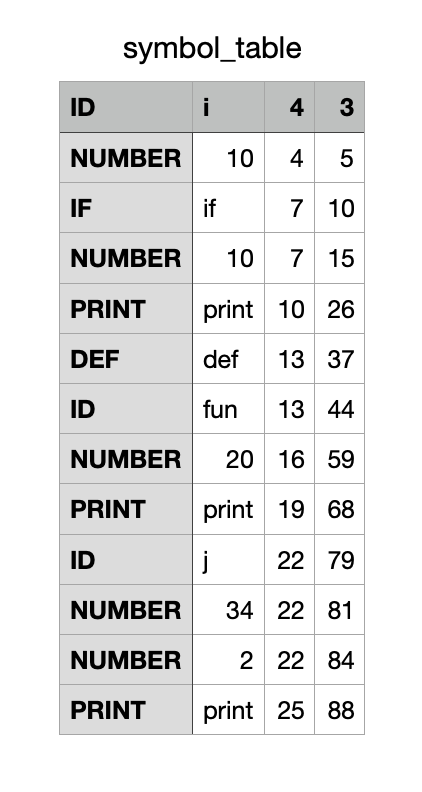 symbol_table
ID i 4 3
NUMBER 10 4 5
IF if 7 10
NUMBER 10 7 15
PRINT print 10 26
DEF def 13 37
ID fun 13 44
NUMBER 20 16 59
PRINT print 19 68
ID j 22 79
NUMBER 34 22 81
NUMBER 2 22 84
PRINT print 25 88